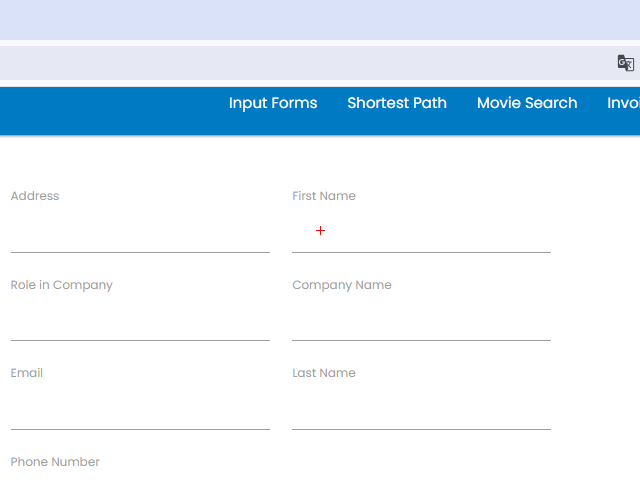 Input Forms Shortest Path Movie Search Invoi
Address First Name
Role in Company Company Name
Email Last Name
Phone Number